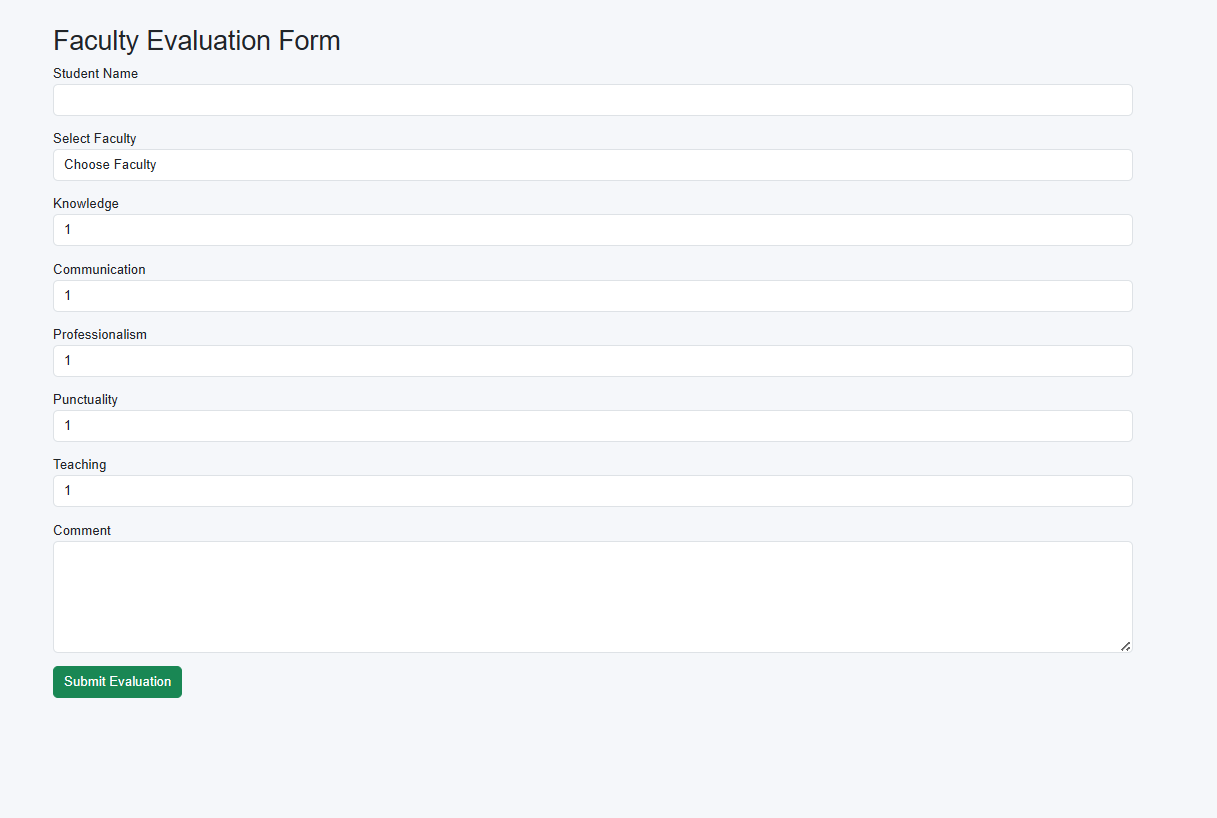 Faculty Evaluation Form
Student Name
Select Faculty
Choose Faculty
Knowledge
1
Communication
1
Professionalism
1
Punctuality
1
Teaching
1
Comment
Submit Evaluation